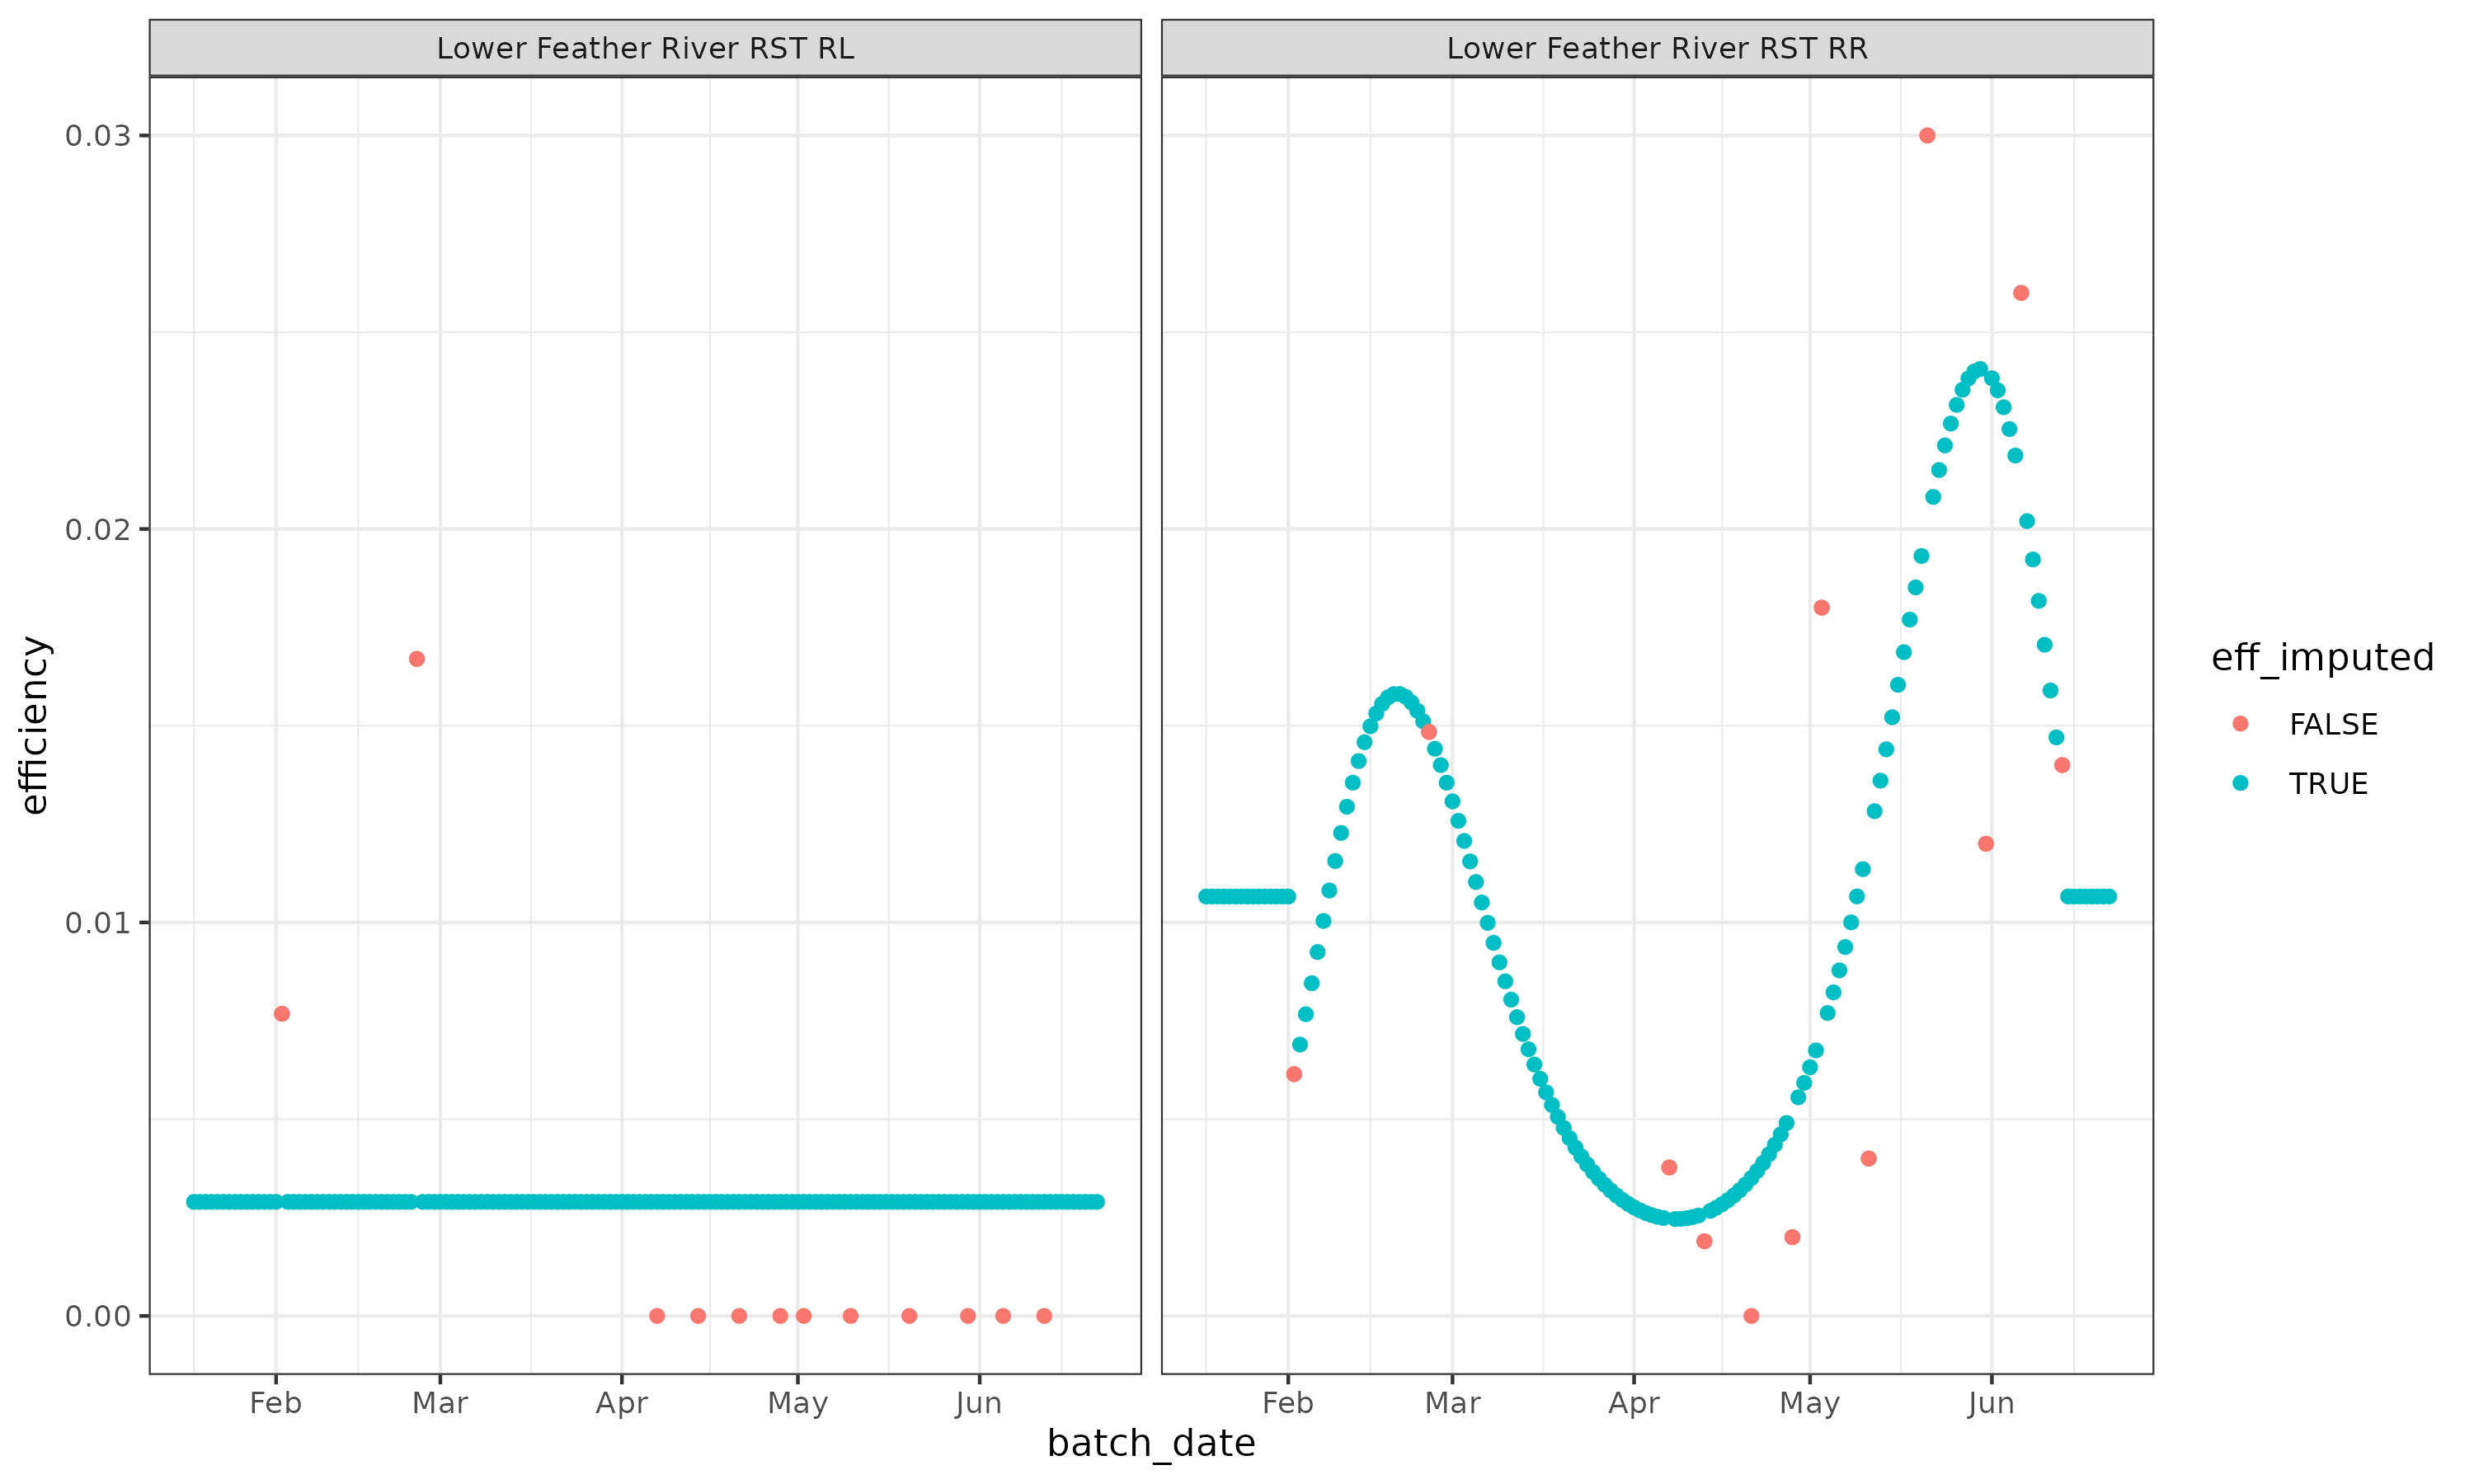 Lower Feather River RST RL
Lower Feather River RST RR
0.03
0.02
0.01
0.00
efficiency
Feb Mar Apr May Jun
Feb Mar Apr May Jun
batch_date
eff_imputed
FALSE
TRUE